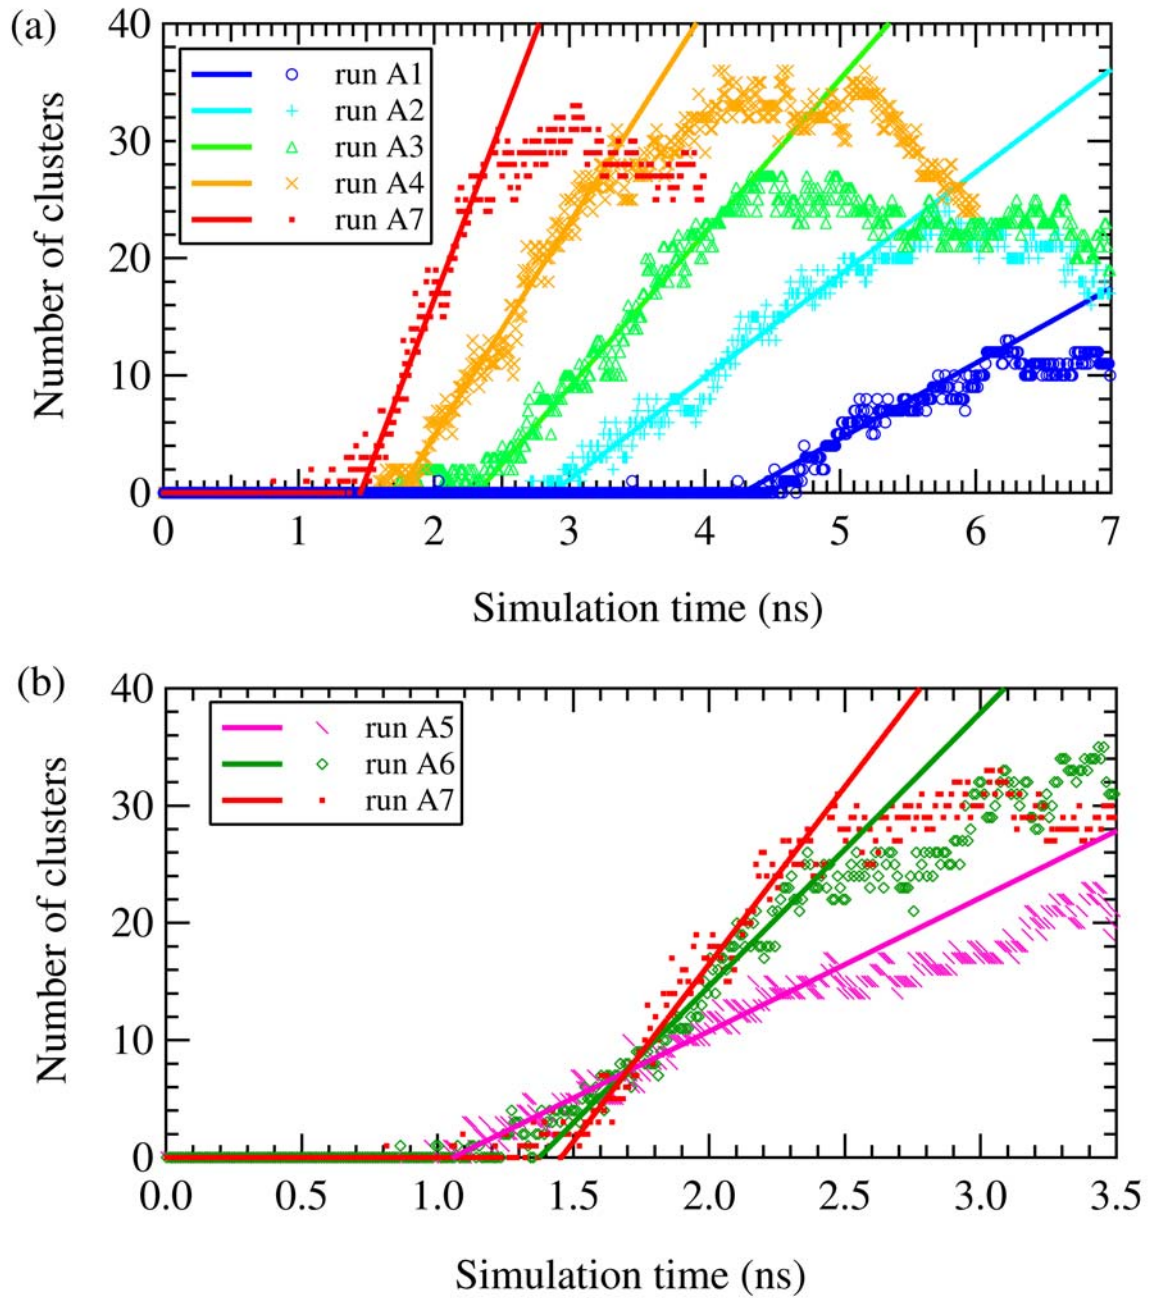 (a)
Number of clusters
40
30
20
10
0
run A1
run A2
run A3
run A4
run A7
0 1 2 3 4 5 6 7
Simulation time (ns)
(b)
Number of clusters
40
30
20
10
0
run A5
run A6
run A7
0.0 0.5 1.0 1.5 2.0 2.5 3.0 3.5
Simulation time (ns)